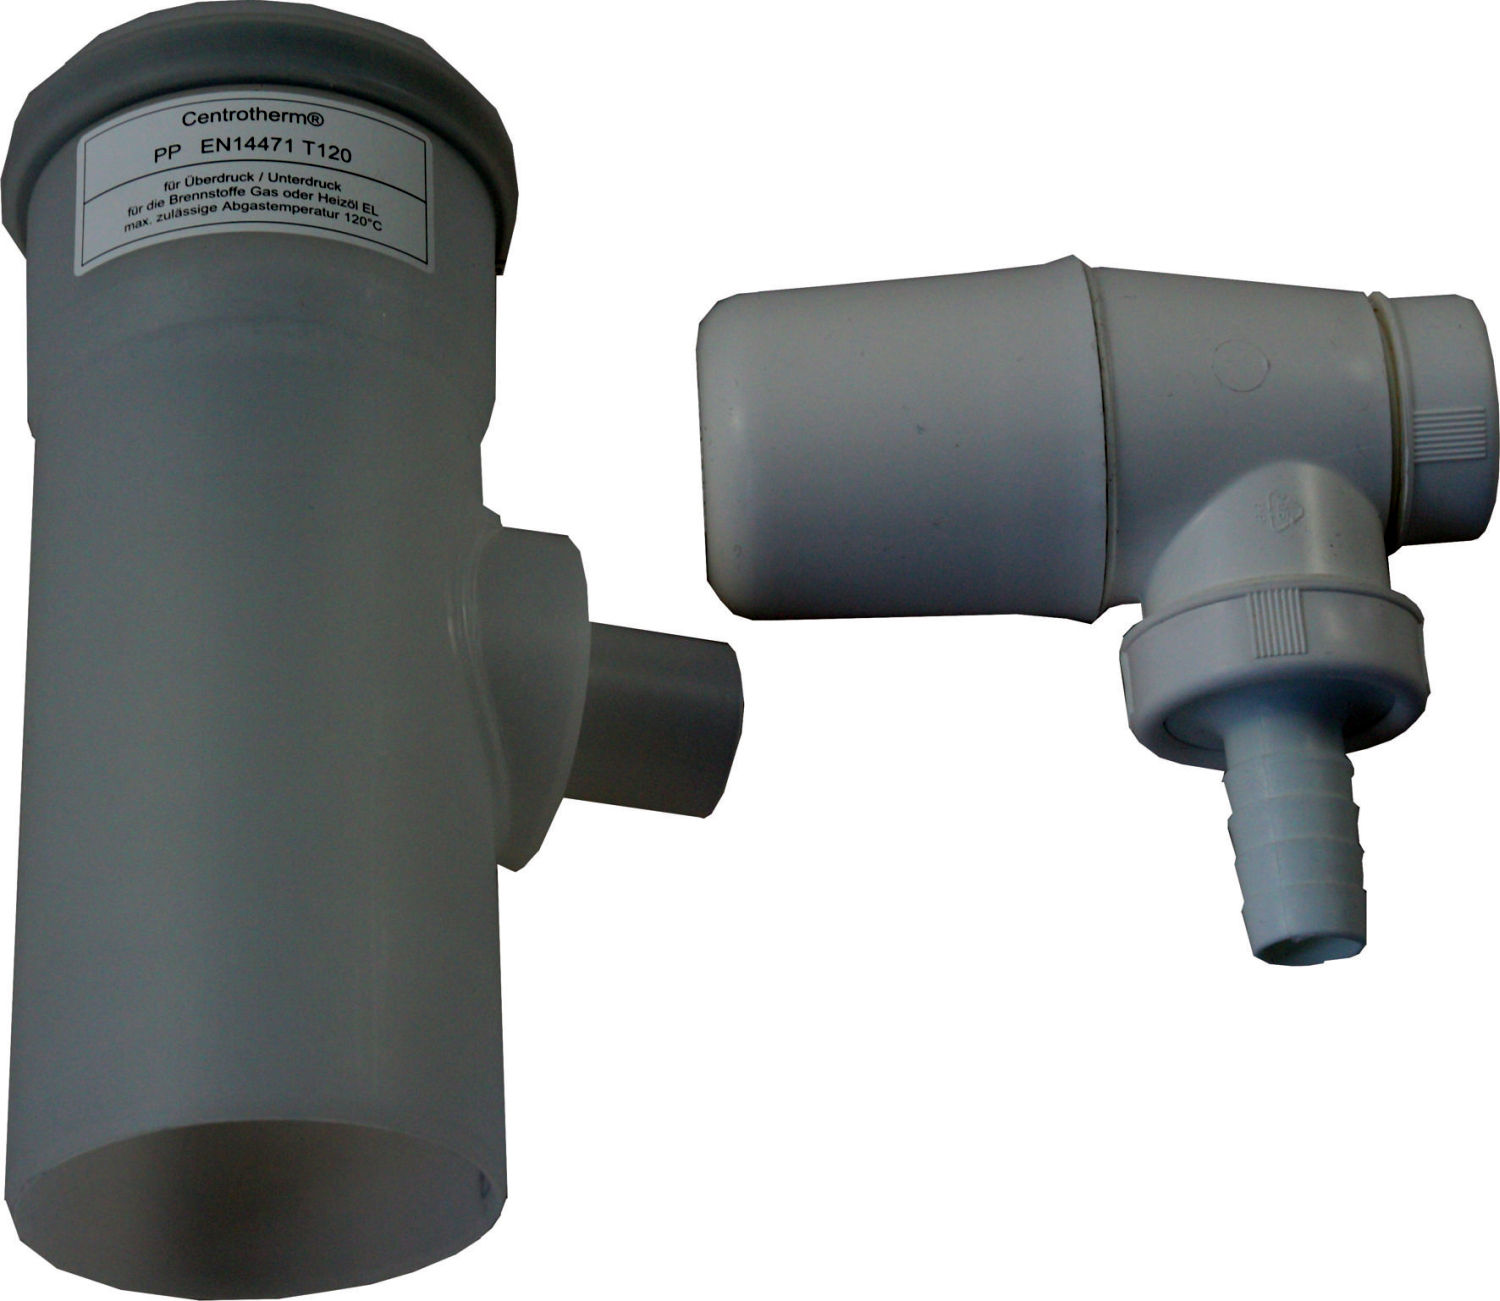 Centrotherm®
PP EN14471 T120
für Überdruck / Unterdruck
für die Brennstoffe Gas oder Heizöl EL
max. zulässige Abgastemperatur 120°C